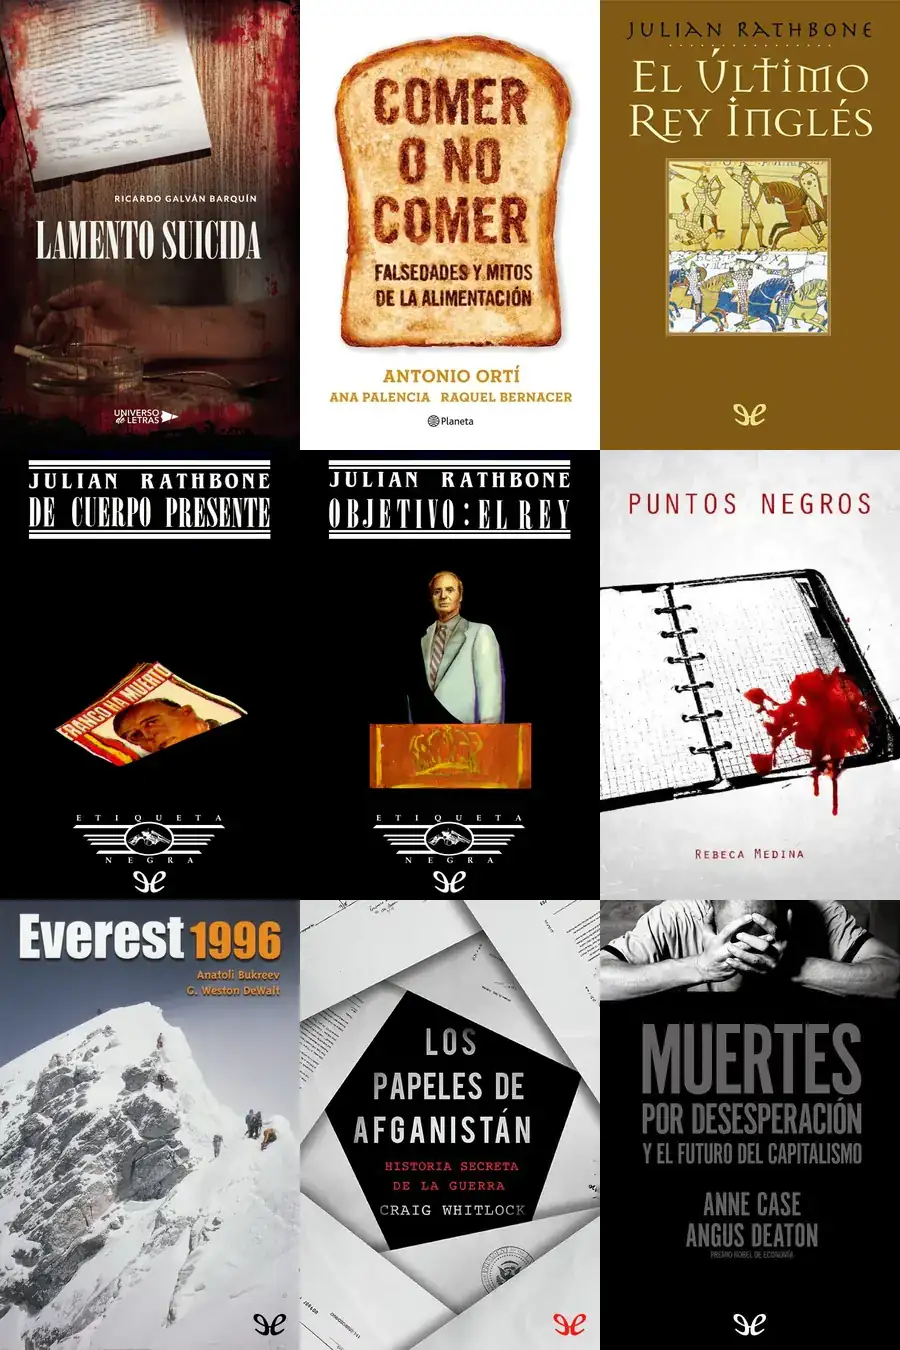 RICARDO GALVÁN BARQUÍN
LAMENTO SUICIDA
UNIVERSO
de LETRAS
COMER
O NO
COMER
FALSEDADES Y MITOS
DE LA ALIMENTACIÓN
ANTONIO ORTÍ
ANA PALENCIA RAQUEL BERNACER
Planeta
JULIAN RATHBONE
EL ÚLTIMO
REY INGLÉS
JULIAN RATHBONE
DE CUERPO PRESENTE
FRANCO HA MUERTO
ETIQUETA
NEGRA
JULIAN RATHBONE
OBJETIVO: EL REY
ETIQUETA
NEGRA
PUNTOS NEGROS
REBECA MEDINA
Everest 1996
Anatoli Bukreev
G. Weston DeWalt
LOS
PAPELES DE
AFGANISTÁN
HISTORIA SECRETA
DE LA GUERRA
CRAIG WHITLOCK
MUERTES
POR DESESPERACIÓN
Y EL FUTURO DEL CAPITALISMO
ANNE CASE
ANGUS DEATON
PREMIO NOBEL DE ECONOMÍA